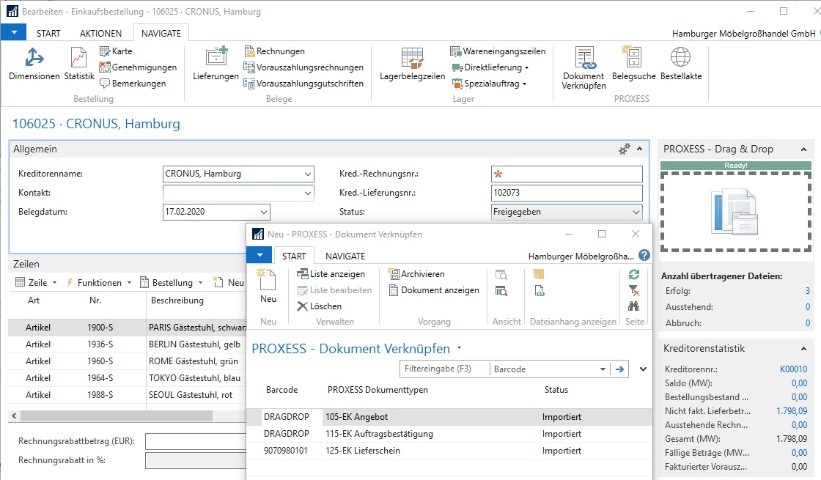 Bearbeiten - Einkaufsbestellung - 106025 · CRONUS, Hamburg
START AKTIONEN NAVIGATE
Hamburger Möbelgroßhandel GmbH
Dimensionen
Statistik
Karte
Genehmigungen
Bemerkungen
Bestellung
Lieferungen
Rechnungen
Vorauszahlungsrechnungen
Vorauszahlungsgutschriften
Belege
Lagerbelegzeilen
Wareneingangszeilen
Direktlieferung
Spezialauftrag
Lager
Dokument Verknüpfen
Belegsuche
Bestellakte
PROXESS
106025 · CRONUS, Hamburg
Allgemein
Kreditorenname: CRONUS, Hamburg
Kontakt:
Belegdatum: 17.02.2020
Kred.-Rechnungsnr.: *
Kred.-Lieferungsnr.: 102073
Status: Freigegeben
Zeilen
Zeile Funktionen Bestellung Neu
Art Nr. Beschreibung
Artikel 1900-S PARIS Gästestuhl, schwarz
Artikel 1936-S BERLIN Gästestuhl, gelb
Artikel 1960-S ROME Gästestuhl, grün
Artikel 1964-S TOKYO Gästestuhl, blau
Artikel 1988-S SEOUL Gästestuhl, rot
Rechnungsrabattbetrag (EUR):
Rechnungsrabatt in %:
Neu - PROXESS - Dokument Verknüpfen
START NAVIGATE
Hamburger Möbelgroßha...
Neu
Neu
Liste anzeigen
Liste bearbeiten
Löschen
Verwalten
Archivieren
Dokument anzeigen
Vorgang
Ansicht
Dateianhang anzeigen
Seite
PROXESS - Dokument Verknüpfen
Filtereingabe (F3) Barcode
Barcode PROXESS Dokumenttypen Status
DRAGDROP 105-EK Angebot Importiert
DRAGDROP 115-EK Auftragsbestätigung Importiert
9070980101 125-EK Lieferschein Importiert
PROXESS - Drag & Drop
Ready!
Anzahl übertragener Dateien:
Erfolg: 3
Ausstehend: 0
Abbruch: 0
Kreditorenstatistik
Kreditorennr.: K00010
Saldo (MW): 0,00
Bestellungsbestand ... 0,00
Nicht fakt. Lieferbetr... 1.798,09
Ausstehende Rechn... 0,00
Gesamt (MW): 1.798,09
Fällige Beträge (MW... 0,00
Fakturierter Vorausz... 0,00